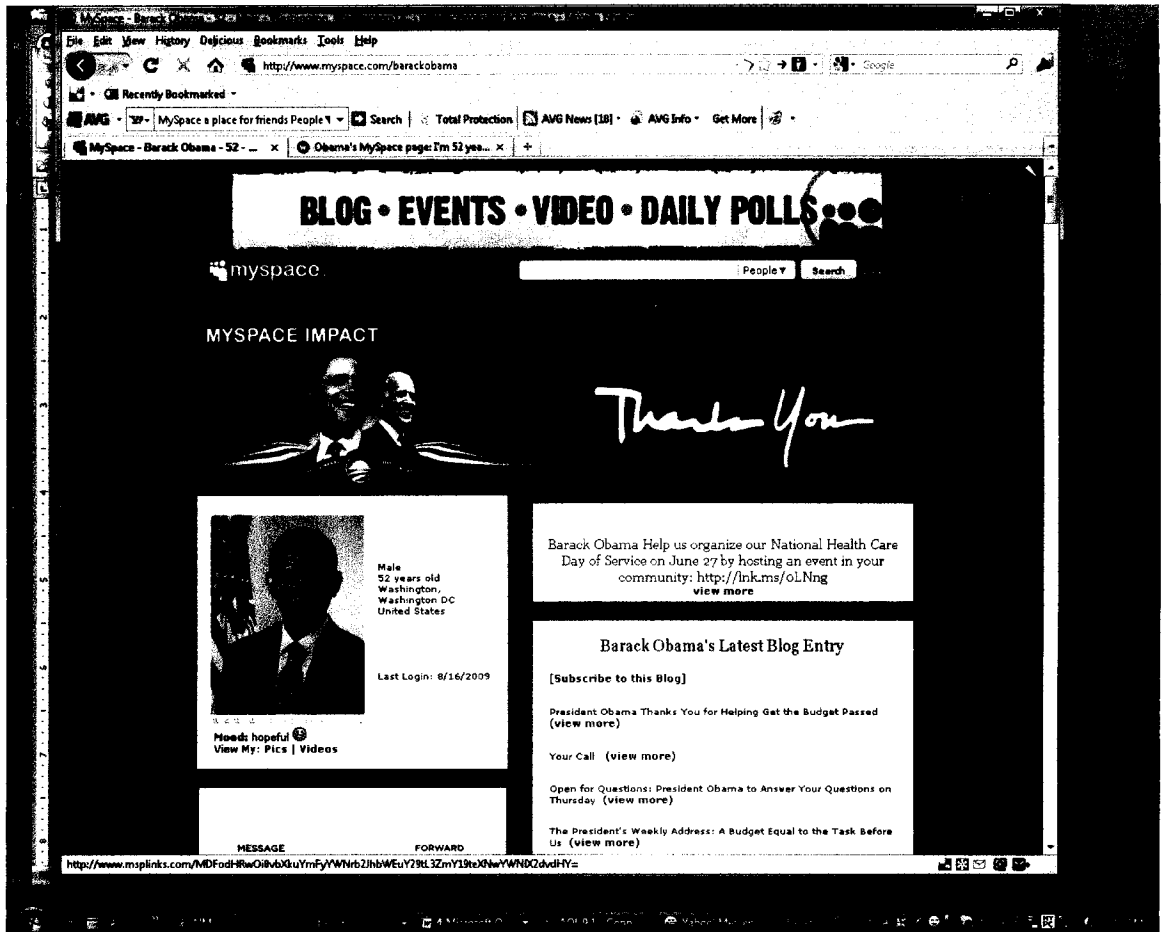 MySpace - Barack
File Edit View History Delicious Bookmarks Tools Help
http://www.myspace.com/barackobama Google
Recently Bookmarked
AVG MySpace a place for friends People Search Total Protection AVG News [18] AVG Info Get More
MySpace - Barack Obama - 52 - ... x Obama's MySpace page: I'm 52 yea... x +
BLOG • EVENTS • VIDEO • DAILY POLLS
myspace. People Search
MYSPACE IMPACT
Thank You
Male
52 years old
Washington,
Washington DC
United States
Last Login: 8/16/2009
Mood: hopeful
View My: Pics | Videos
MESSAGE FORWARD
Barack Obama Help us organize our National Health Care
Day of Service on June 27 by hosting an event in your
community: http://lnk.ms/0LNng
view more
Barack Obama's Latest Blog Entry
[Subscribe to this Blog]
President Obama Thanks You for Helping Get the Budget Passed
(view more)
Your Call (view more)
Open for Questions: President Obama to Answer Your Questions on
Thursday (view more)
The President's Weekly Address: A Budget Equal to the Task Before
Us (view more)